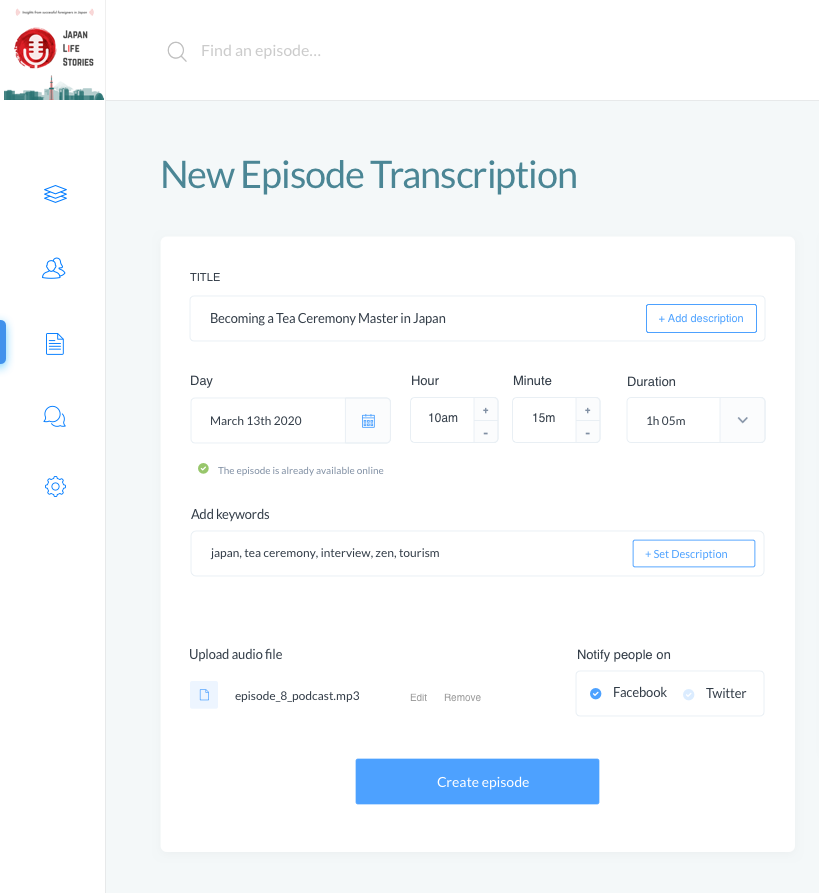 Insights from successful foreigners in Japan
JAPAN
LIFE
STORIES
Find an episode...
New Episode Transcription
TITLE
Becoming a Tea Ceremony Master in Japan
+ Add description
Day
Hour
Minute
Duration
March 13th 2020
10am
+
-
15m
+
-
1h 05m
The episode is already available online
Add keywords
japan, tea ceremony, interview, zen, tourism
+ Set Description
Upload audio file
Notify people on
episode_8_podcast.mp3
Edit
Remove
Facebook
Twitter
Create episode